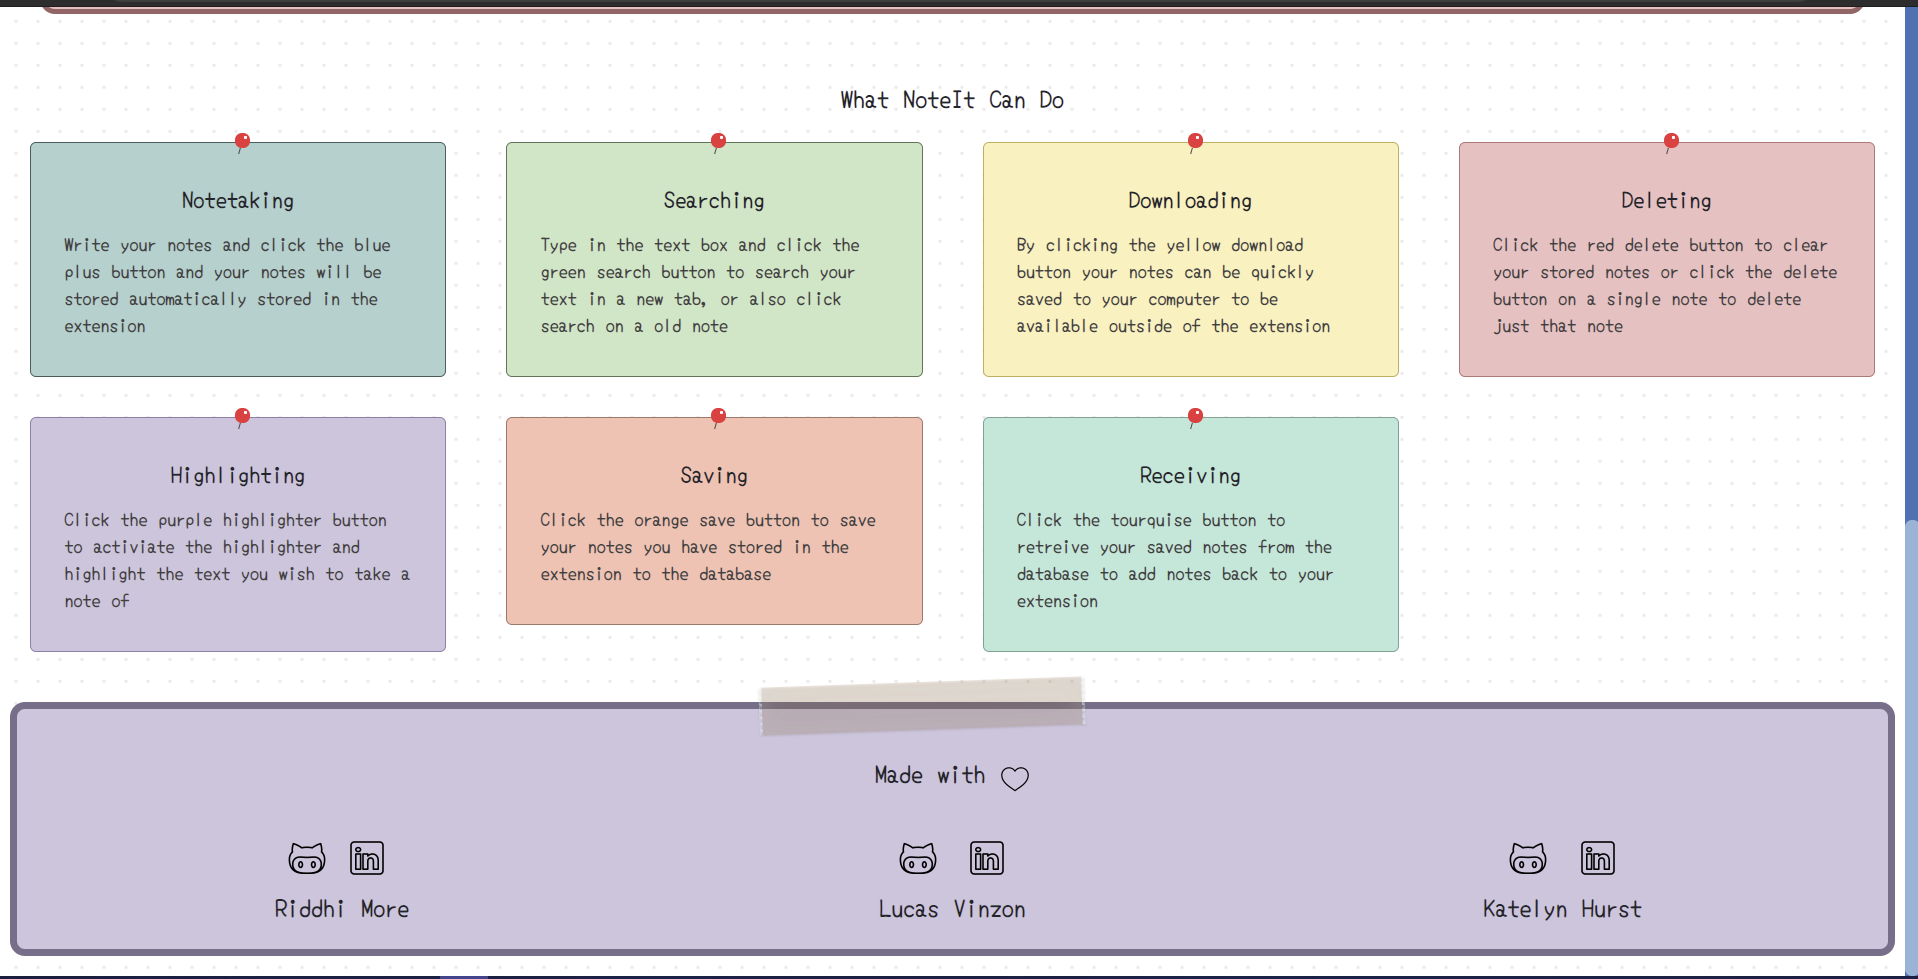 What NoteIt Can Do
Notetaking
Write your notes and click the blue
plus button and your notes will be
stored automatically stored in the
extension
Searching
Type in the text box and click the
green search button to search your
text in a new tab, or also click
search on a old note
Downloading
By clicking the yellow download
button your notes can be quickly
saved to your computer to be
available outside of the extension
Deleting
Click the red delete button to clear
your stored notes or click the delete
button on a single note to delete
just that note
Highlighting
Click the purple highlighter button
to activiate the highlighter and
highlight the text you wish to take a
note of
Saving
Click the orange save button to save
your notes you have stored in the
extension to the database
Receiving
Click the tourquise button to
retreive your saved notes from the
database to add notes back to your
extension
Made with
in
in
in
Riddhi More
Lucas Vinzon
Katelyn Hurst